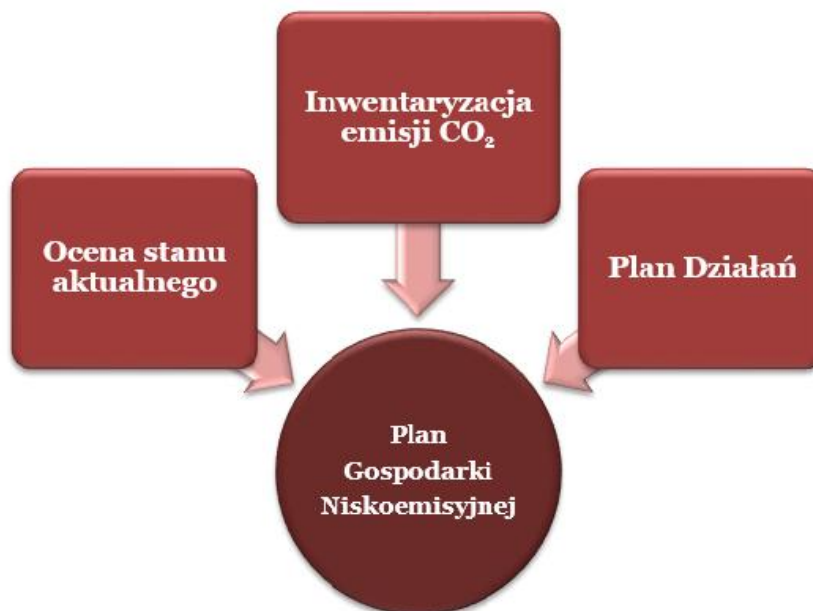 Inwentaryzacja
emisji CO₂
Ocena stanu
aktualnego
Plan Działań
Plan
Gospodarki
Niskoemisyjnej